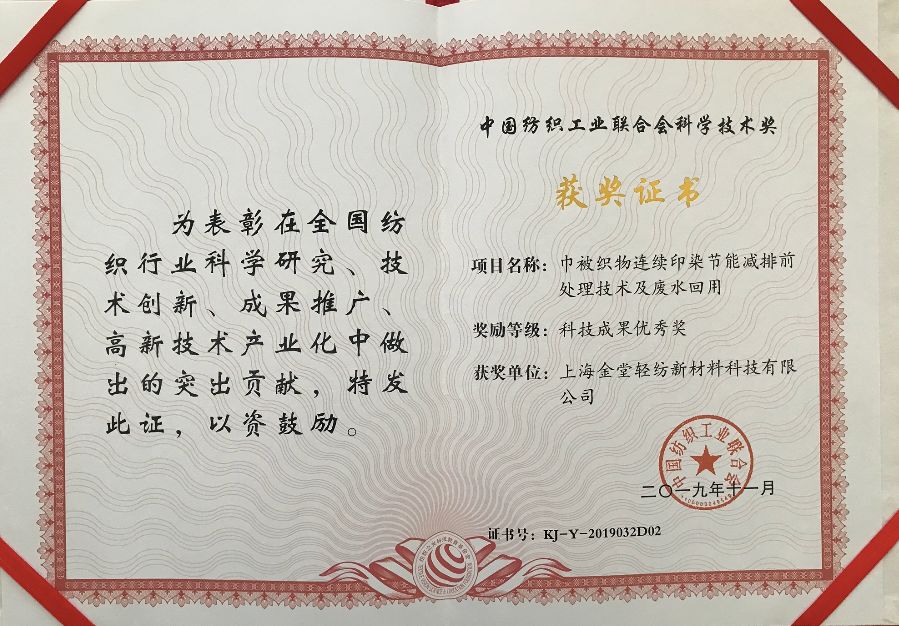 为表彰在全国纺
织行业科学研究、技
术创新、成果推广、
高新技术产业化中做
出的突出贡献，特发
此证，以资鼓励。
中国纺织工业联合会科学技术奖
获奖证书
项目名称：巾被织物连续印染节能减排前
处理技术及废水回用
奖励等级：科技成果优秀奖
获奖单位：上海金堂轻纺新材料科技有限
公司
中国纺织工业联合会
二〇一九年十一月
证书号：KJ-Y-2019032D02